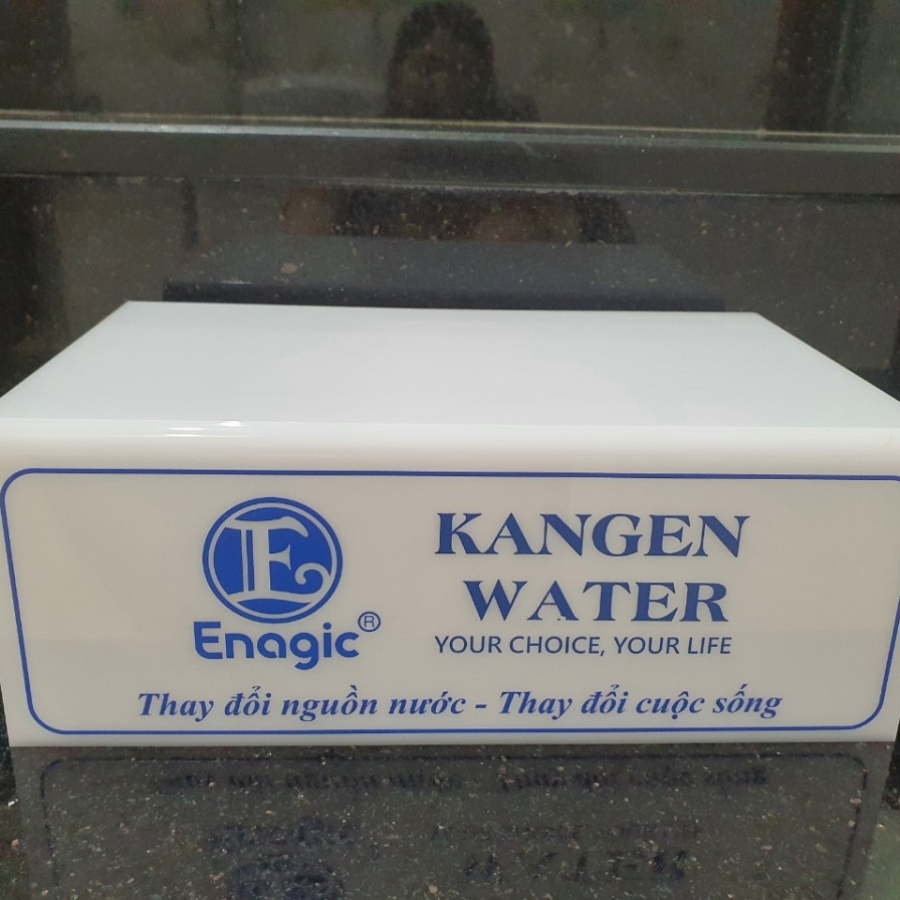 E
Enagic®
KANGEN
WATER
YOUR CHOICE, YOUR LIFE
Thay đổi nguồn nước - Thay đổi cuộc sống